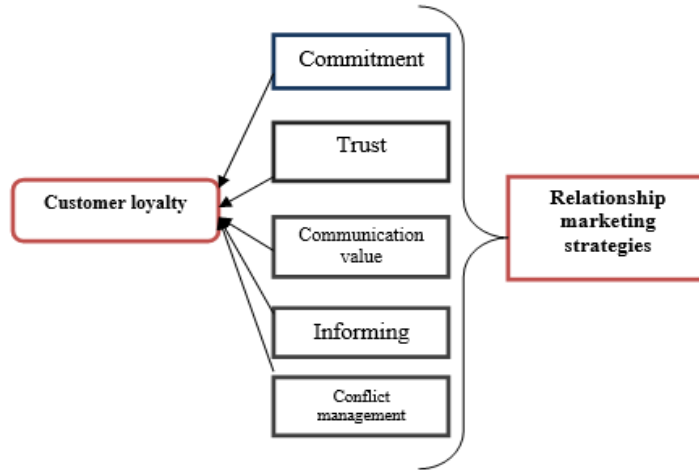 Commitment
Trust
Customer loyalty
Communication
value
Informing
Conflict
management
Relationship
marketing
strategies